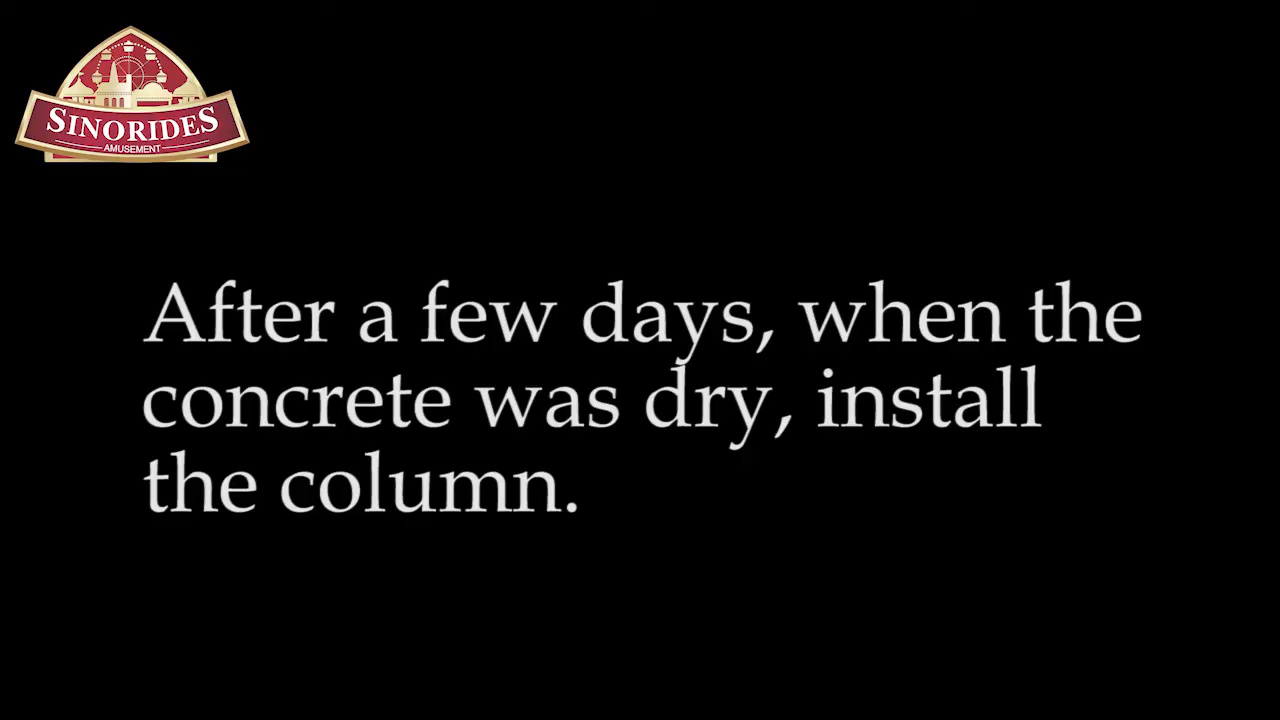 SINORIDES
AMUSEMENT
After a few days, when the
concrete was dry, install
the column.